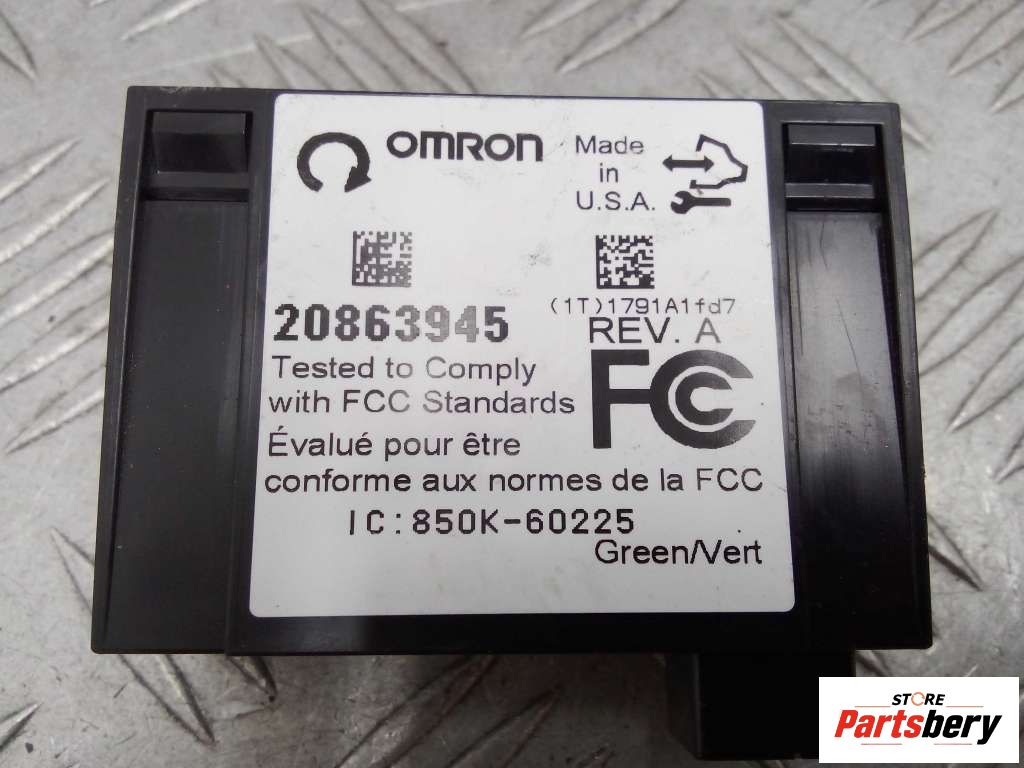 OMRON
Made
in
U.S.A.
20863945
(1T)1791A1fd7
REV. A
Tested to Comply
with FCC Standards
FC
Évalué pour être
conforme aux normes de la FCC
IC:850K-60225
Green/Vert
STORE
Partsbery